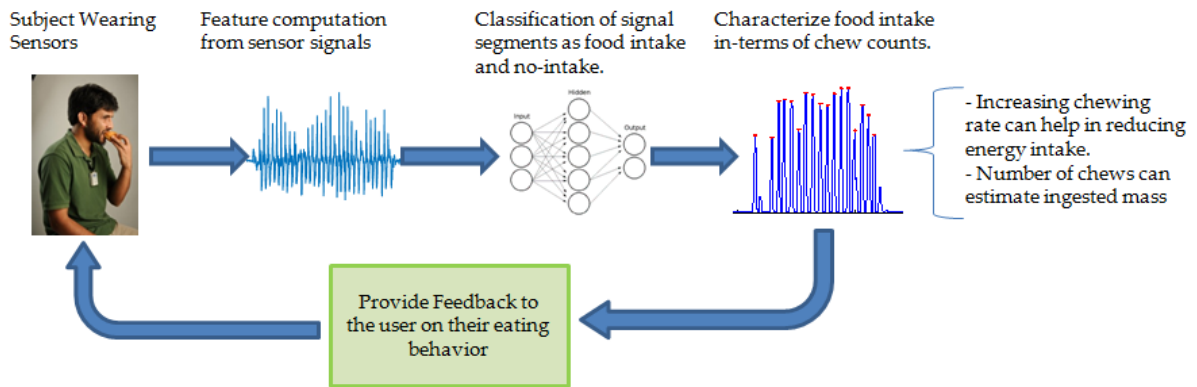 Subject Wearing
Sensors
Feature computation
from sensor signals
Classification of signal
segments as food intake
and no-intake.
Characterize food intake
in-terms of chew counts.
Input
Hidden
Output
- Increasing chewing
rate can help in reducing
energy intake.
- Number of chews can
estimate ingested mass
Provide Feedback to
the user on their eating
behavior